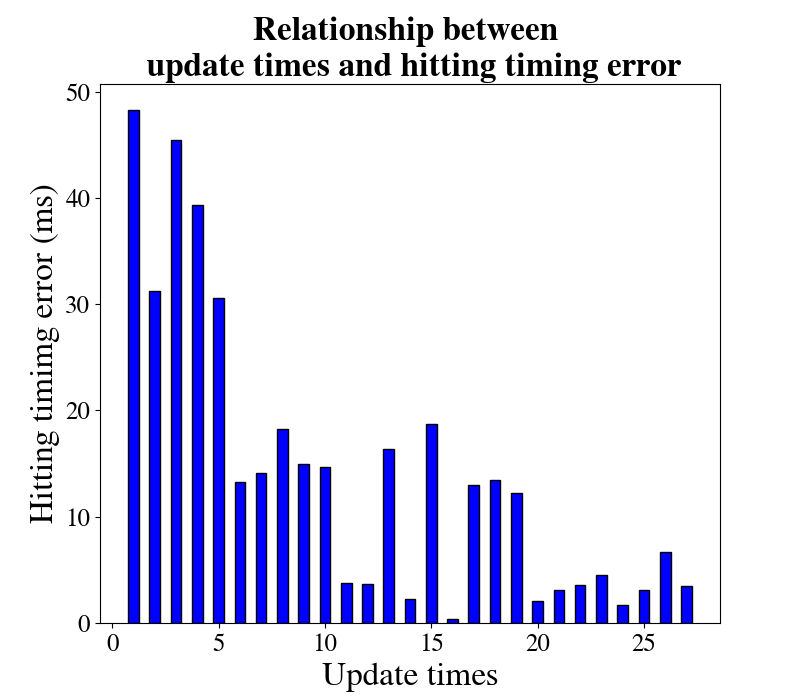 Relationship between
update times and hitting timing error
Hitting timimg error (ms)
50
40
30
20
10
0
0 5 10 15 20 25
Update times